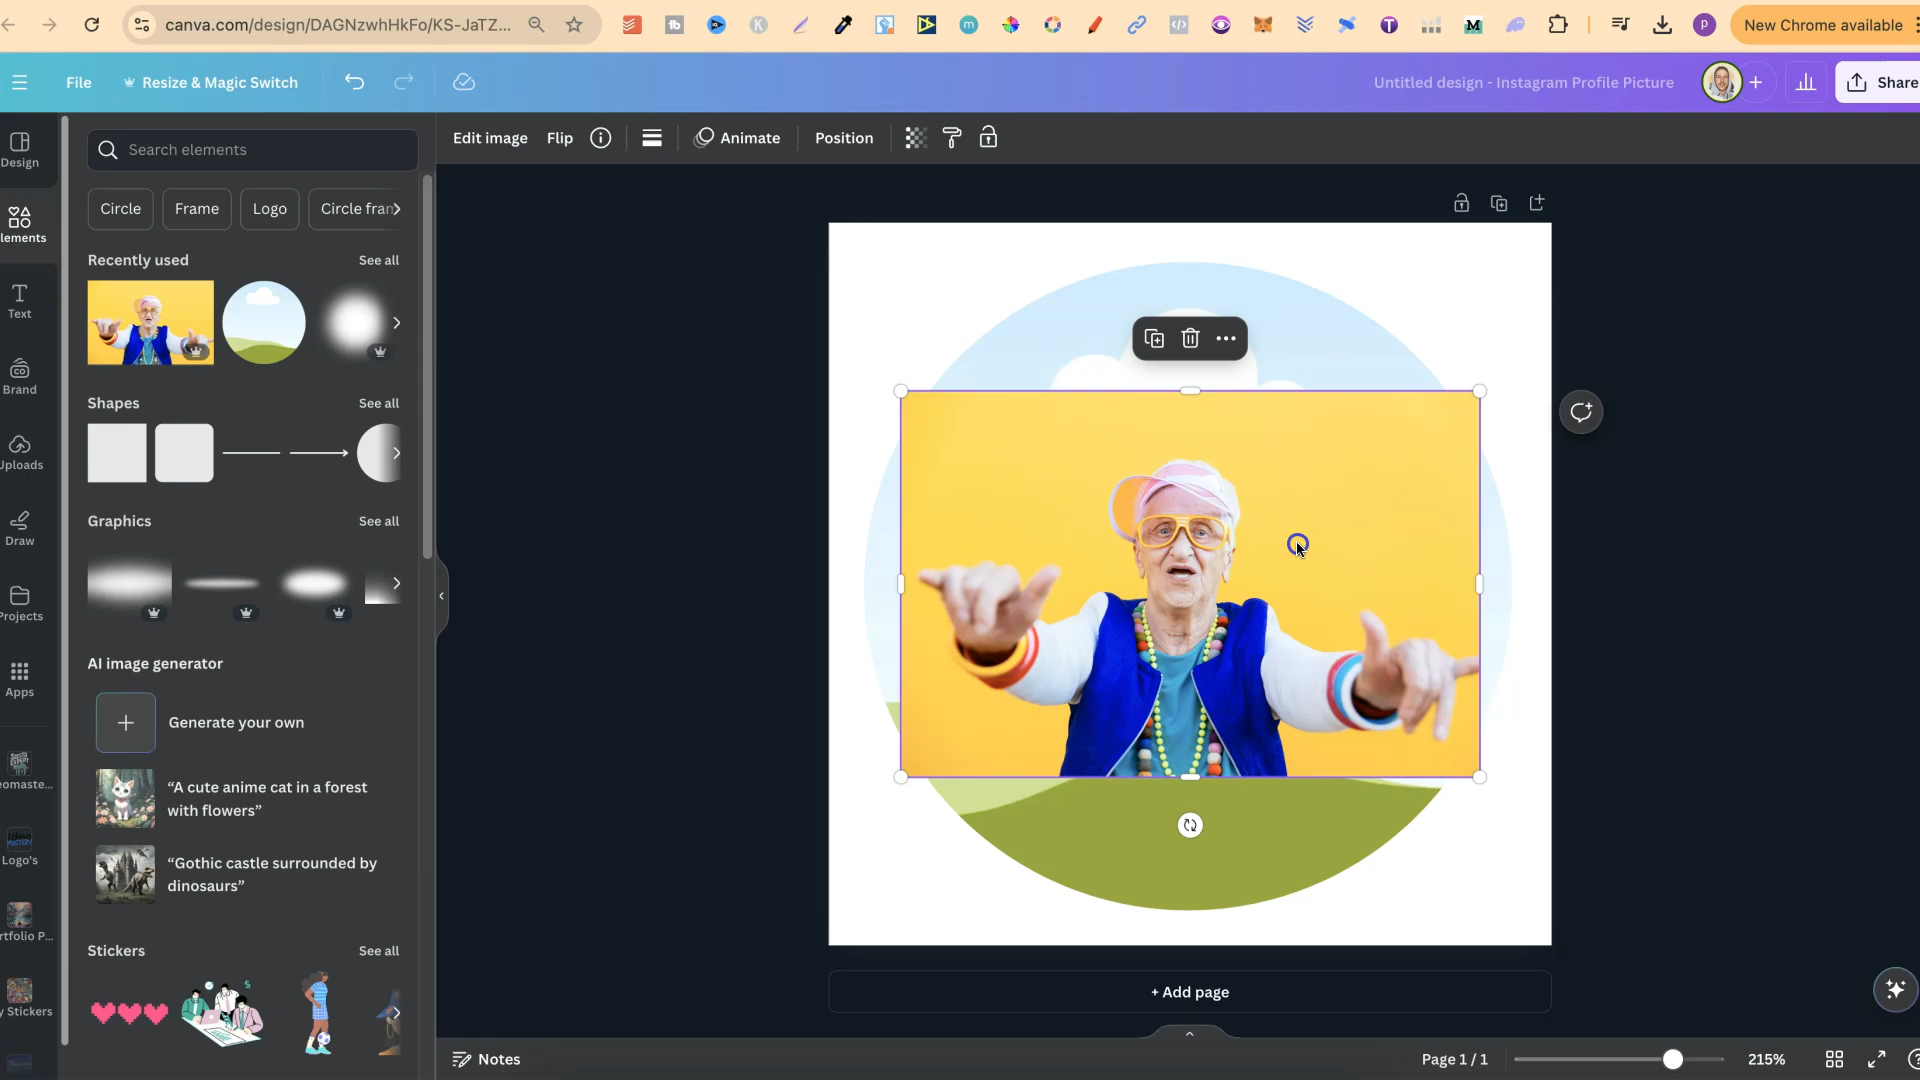 canva.com/design/DAGNzwhHkFo/KS-JaTZ...
New Chrome available
File
Resize & Magic Switch
Untitled design - Instagram Profile Picture
Share
Design
lements
Text
Brand
Uploads
Draw
Projects
Apps
eomaste...
Logo's
rtfolio P...
y Stickers
Search elements
Circle
Frame
Logo
Circle fran
Recently used
See all
Shapes
See all
Graphics
See all
AI image generator
Generate your own
“A cute anime cat in a forest
with flowers”
“Gothic castle surrounded by
dinosaurs”
Stickers
See all
Edit image
Flip
Animate
Position
+ Add page
Notes
Page 1 / 1
215%